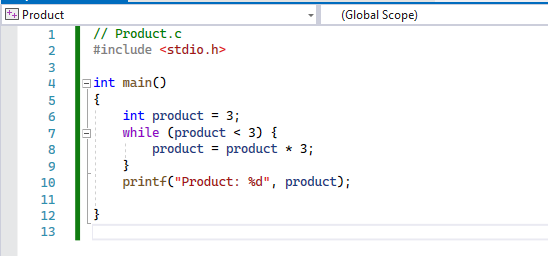 Product (Global Scope)
1 // Product.c
2 #include <stdio.h>
3
4 int main()
5 {
6 int product = 3;
7 while (product < 3) {
8 product = product * 3;
9 }
10 printf("Product: %d", product);
11
12 }
13